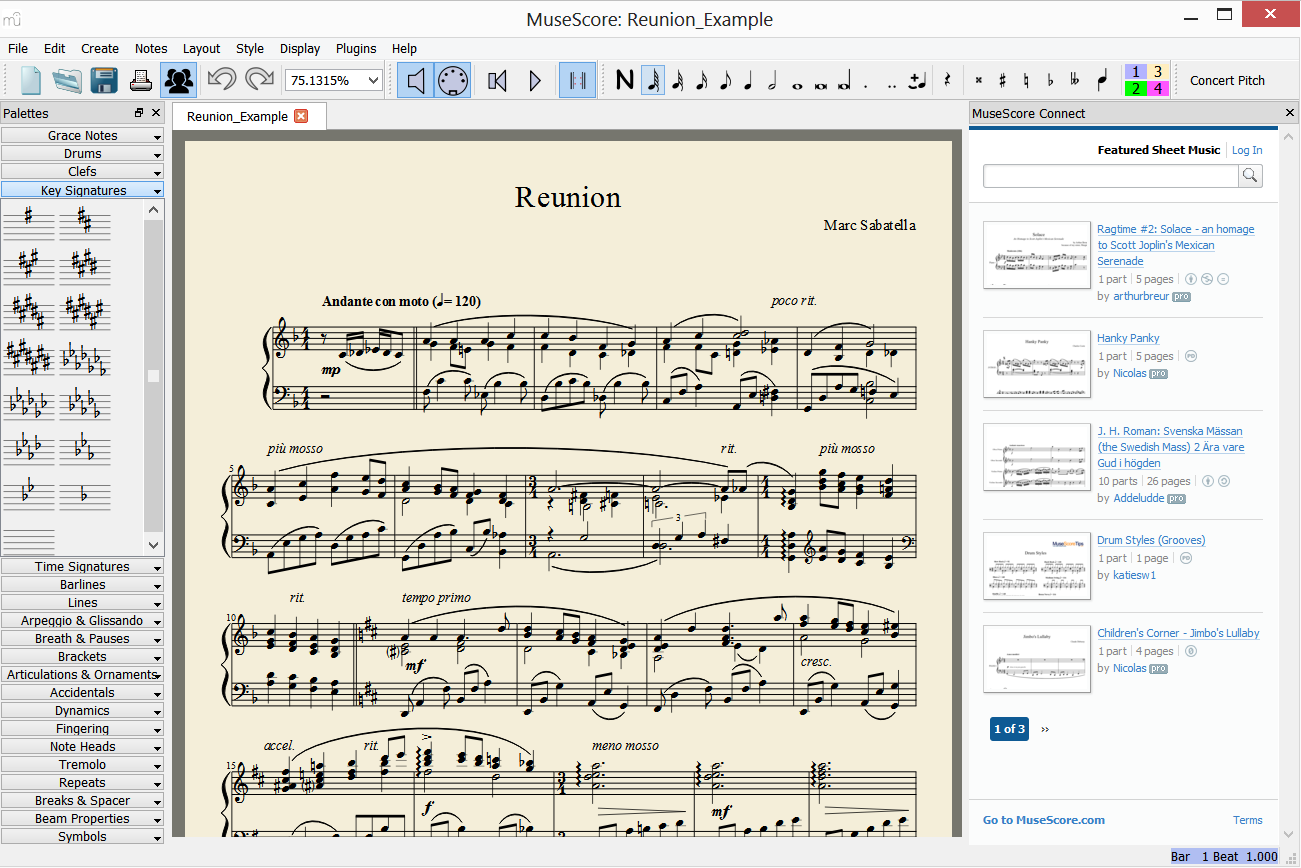 MuseScore: Reunion_Example
File Edit Create Notes Layout Style Display Plugins Help
75.1315%
N
1 3
2 4
Concert Pitch
Palettes
Grace Notes
Drums
Clefs
Key Signatures
Time Signatures
Barlines
Lines
Arpeggio & Glissando
Breath & Pauses
Brackets
Articulations & Ornaments
Accidentals
Dynamics
Fingering
Note Heads
Tremolo
Repeats
Breaks & Spacer
Beam Properties
Symbols
Reunion_Example
Reunion
Marc Sabatella
Andante con moto (♩= 120)
poco rit.
mp
più mosso rit. più mosso
5
3
rit. tempo primo
10
mf
cresc.
accel. rit. meno mosso
15
f
mf
MuseScore Connect
Featured Sheet Music Log In
Ragtime #2: Solace - an homage
to Scott Joplin's Mexican
Serenade
1 part 5 pages
by arthurbreur pro
Hanky Panky
1 part 5 pages
by Nicolas pro
J. H. Roman: Svenska Mässan
(the Swedish Mass) 2 Ära vare
Gud i högden
10 parts 26 pages
by Addeludde pro
Drum Styles (Grooves)
1 part 1 page
by katiesw1
Children's Corner - Jimbo's Lullaby
1 part 4 pages
by Nicolas pro
1 of 3 »
Go to MuseScore.com Terms
Bar 1 Beat 1.000